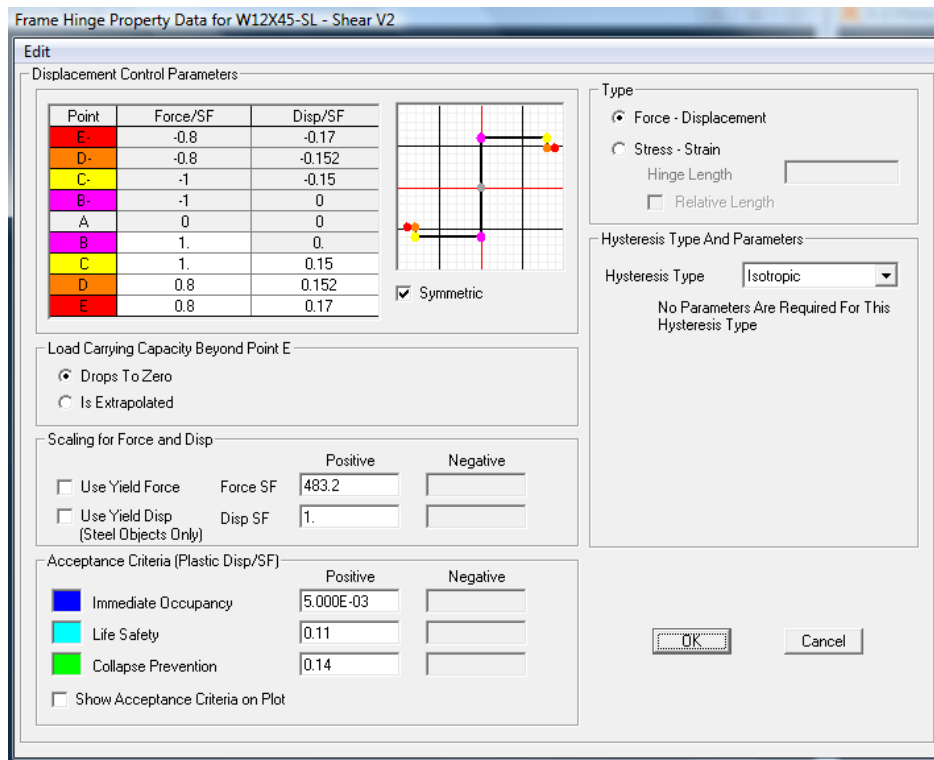 Frame Hinge Property Data for W12X45-SL - Shear V2
Edit
Displacement Control Parameters
Point Force/SF Disp/SF
E- -0.8 -0.17
D- -0.8 -0.152
C- -1 -0.15
B- -1 0
A 0 0
B 1. 0.
C 1. 0.15
D 0.8 0.152
E 0.8 0.17
Symmetric
Load Carrying Capacity Beyond Point E
Drops To Zero
Is Extrapolated
Scaling for Force and Disp
Positive Negative
Use Yield Force Force SF 483.2
Use Yield Disp Disp SF 1.
(Steel Objects Only)
Acceptance Criteria (Plastic Disp/SF)
Positive Negative
Immediate Occupancy 5.000E-03
Life Safety 0.11
Collapse Prevention 0.14
Show Acceptance Criteria on Plot
Type
Force - Displacement
Stress - Strain
Hinge Length
Relative Length
Hysteresis Type And Parameters
Hysteresis Type Isotropic
No Parameters Are Required For This
Hysteresis Type
OK Cancel